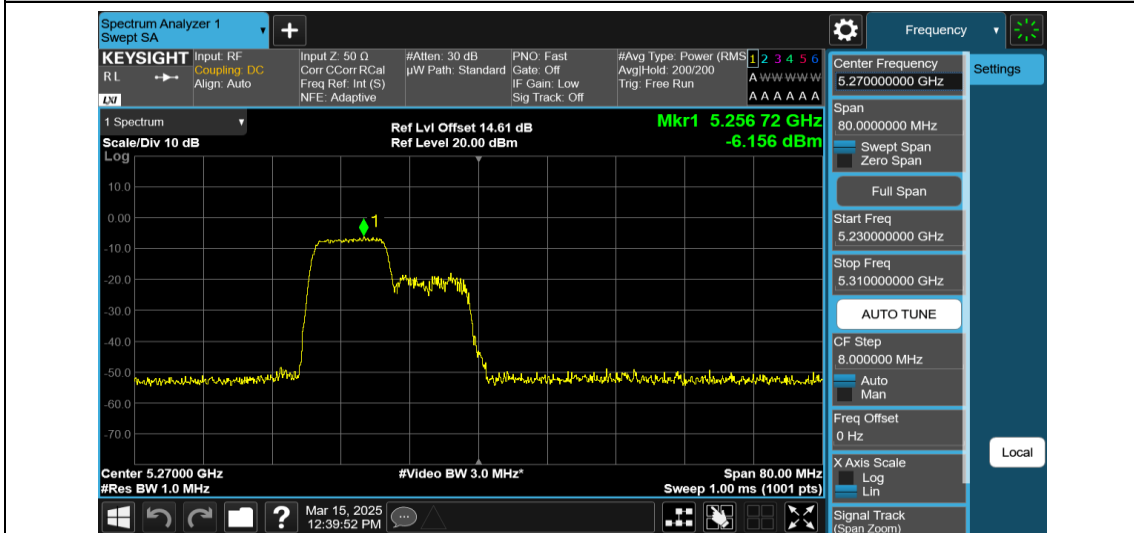 Spectrum Analyzer 1
Swept SA
Frequency
KEYSIGHT
Input: RF
Input Z: 50 Ω
#Atten: 30 dB
PNO: Fast
#Avg Type: Power (RMS
1 2 3 4 5 6
R L
Coupling: DC
Corr CCorr RCal
µW Path: Standard
Gate: Off
Avg|Hold: 200/200
A W W W W W
Align: Auto
Freq Ref: Int (S)
IF Gain: Low
Trig: Free Run
LXI
NFE: Adaptive
Sig Track: Off
A A A A A A
Center Frequency
5.270000000 GHz
Settings
1 Spectrum
Ref Lvl Offset 14.61 dB
Mkr1 5.256 72 GHz
Scale/Div 10 dB
Ref Level 20.00 dBm
-6.156 dBm
Log
10.0
0.00
-10.0
-20.0
-30.0
-40.0
-50.0
-60.0
-70.0
1
Center 5.27000 GHz
#Video BW 3.0 MHz*
Span 80.00 MHz
#Res BW 1.0 MHz
Sweep 1.00 ms (1001 pts)
Span
80.0000000 MHz
Swept Span
Zero Span
Full Span
Start Freq
5.230000000 GHz
Stop Freq
5.310000000 GHz
AUTO TUNE
CF Step
8.000000 MHz
Auto
Man
Freq Offset
0 Hz
X Axis Scale
Log
Lin
Signal Track
(Span Zoom)
Local
?
Mar 15, 2025
12:39:52 PM